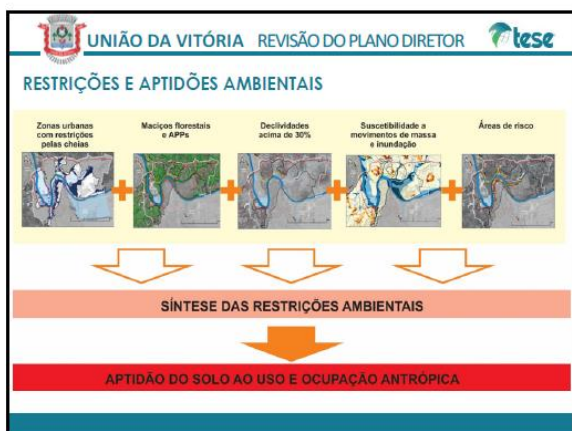 UNIÃO DA VITÓRIA REVISÃO DO PLANO DIRETOR tese
RESTRIÇÕES E APTIDÕES AMBIENTAIS
Zonas urbanas
com restrições
pelas cheias
Maciços florestais
e APPs
Declividades
acima de 30%
Suscetibilidade a
movimentos de massa
e inundação
Áreas de risco
SÍNTESE DAS RESTRIÇÕES AMBIENTAIS
APTIDÃO DO SOLO AO USO E OCUPAÇÃO ANTRÓPICA